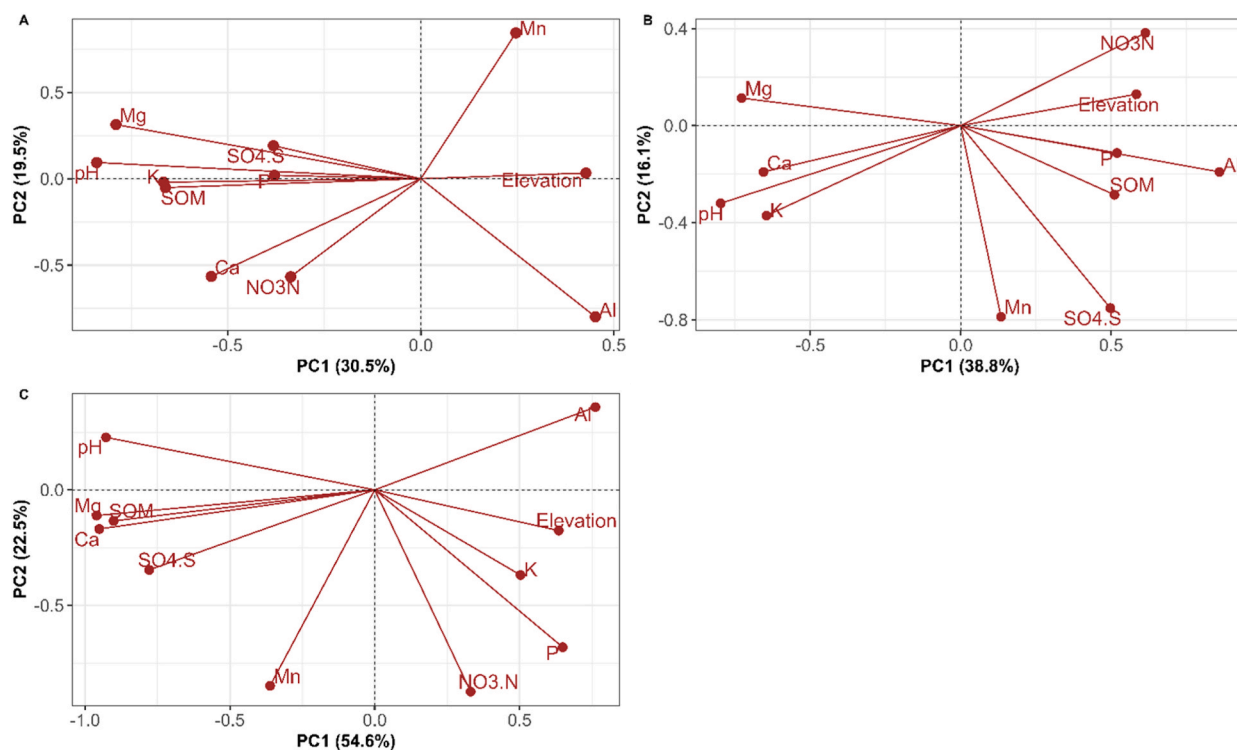 A
Mn
0.5
Mg
SO4.S
pH
K
P
SOM
Elevation
0.0
Ca
NO3N
-0.5
Al
PC2 (19.5%)
-0.5
0.0
0.5
PC1 (30.5%)
B
0.4
NO3N
Mg
Elevation
0.0
Ca
P
A
SOM
pH
K
-0.4
Mn
SO4.S
-0.8
PC2 (16.1%)
-0.5
0.0
0.5
PC1 (38.8%)
C
Al
pH
0.0
Mg
SOM
Elevation
Ca
SO4.S
K
-0.5
P
Mn
NO3.N
PC2 (22.5%)
-1.0
-0.5
0.0
0.5
PC1 (54.6%)